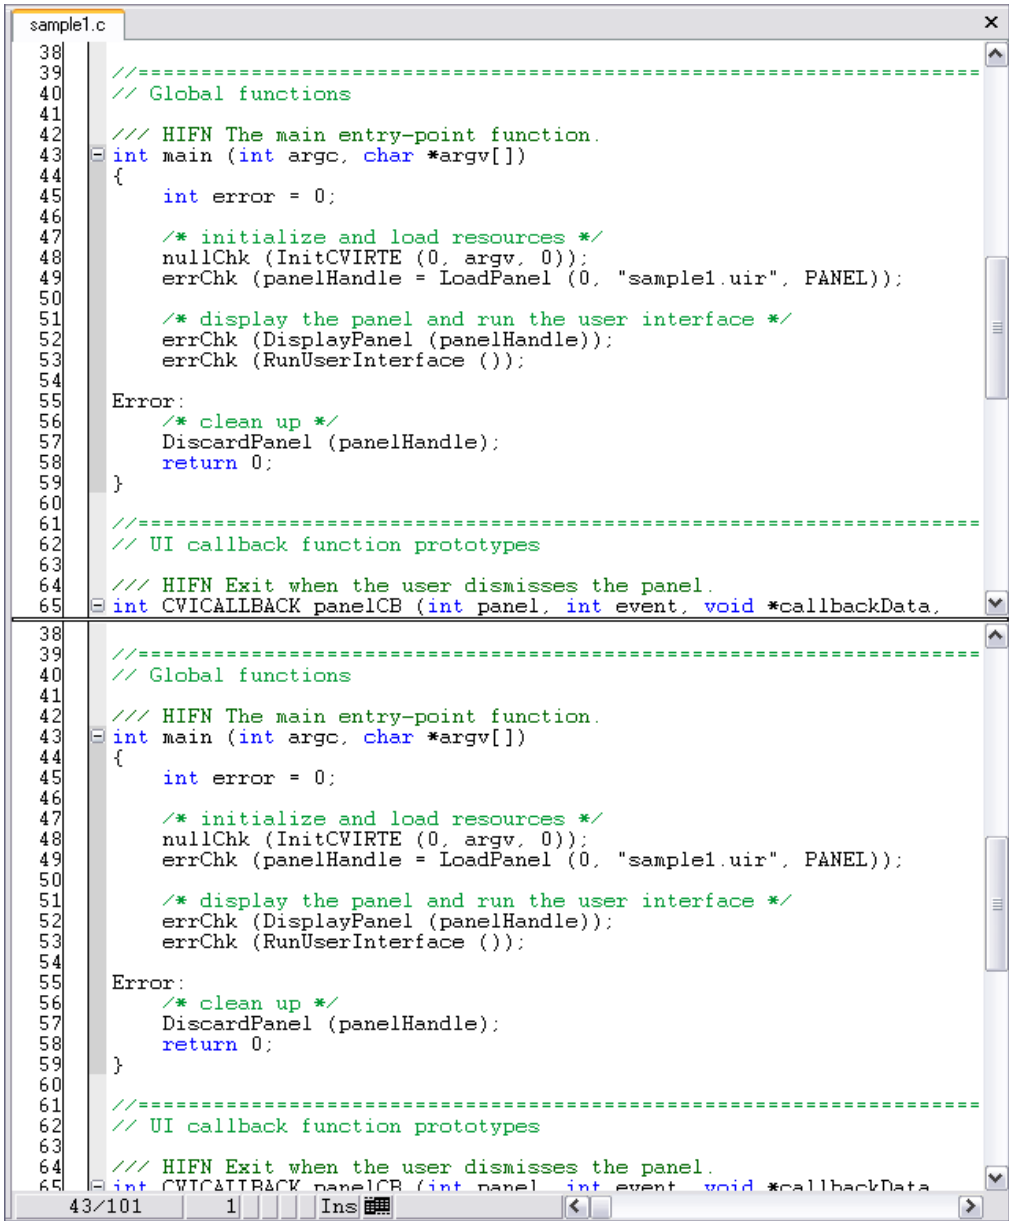 sample1.c
38
39 //===================================================================
40 // Global functions
41
42 /// HIFN The main entry-point function.
43 int main (int argc, char *argv[])
44 {
45     int error = 0;
46
47     /* initialize and load resources */
48     nullChk (InitCVIRTE (0, argv, 0));
49     errChk (panelHandle = LoadPanel (0, "sample1.uir", PANEL));
50
51     /* display the panel and run the user interface */
52     errChk (DisplayPanel (panelHandle));
53     errChk (RunUserInterface ());
54
55 Error:
56     /* clean up */
57     DiscardPanel (panelHandle);
58     return 0;
59 }
60
61 //===================================================================
62 // UI callback function prototypes
63
64 /// HIFN Exit when the user dismisses the panel.
65 int CVICALLBACK panelCB (int panel, int event, void *callbackData,
38
39 //===================================================================
40 // Global functions
41
42 /// HIFN The main entry-point function.
43 int main (int argc, char *argv[])
44 {
45     int error = 0;
46
47     /* initialize and load resources */
48     nullChk (InitCVIRTE (0, argv, 0));
49     errChk (panelHandle = LoadPanel (0, "sample1.uir", PANEL));
50
51     /* display the panel and run the user interface */
52     errChk (DisplayPanel (panelHandle));
53     errChk (RunUserInterface ());
54
55 Error:
56     /* clean up */
57     DiscardPanel (panelHandle);
58     return 0;
59 }
60
61 //===================================================================
62 // UI callback function prototypes
63
64 /// HIFN Exit when the user dismisses the panel.
65 int CVICALLBACK panelCB (int panel, int event, void *callbackData
43/101 1 Ins